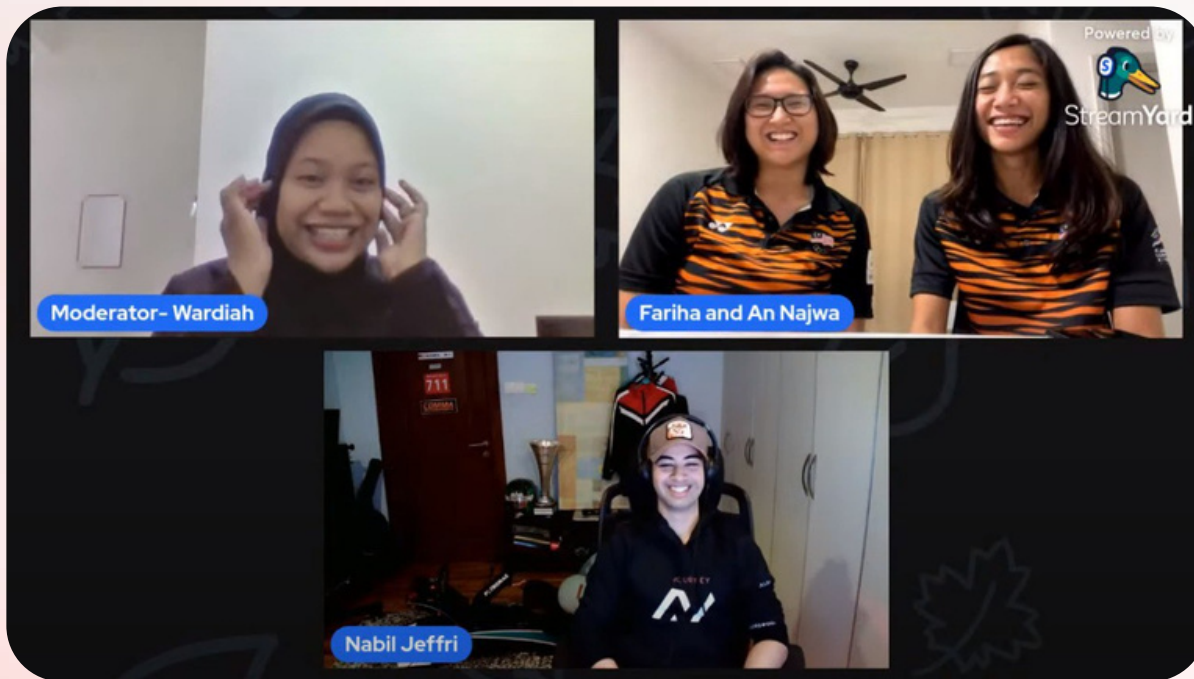 Powered by
StreamYard
Moderator- Wardiah
Fariha and An Najwa
711
Nabil Jeffri